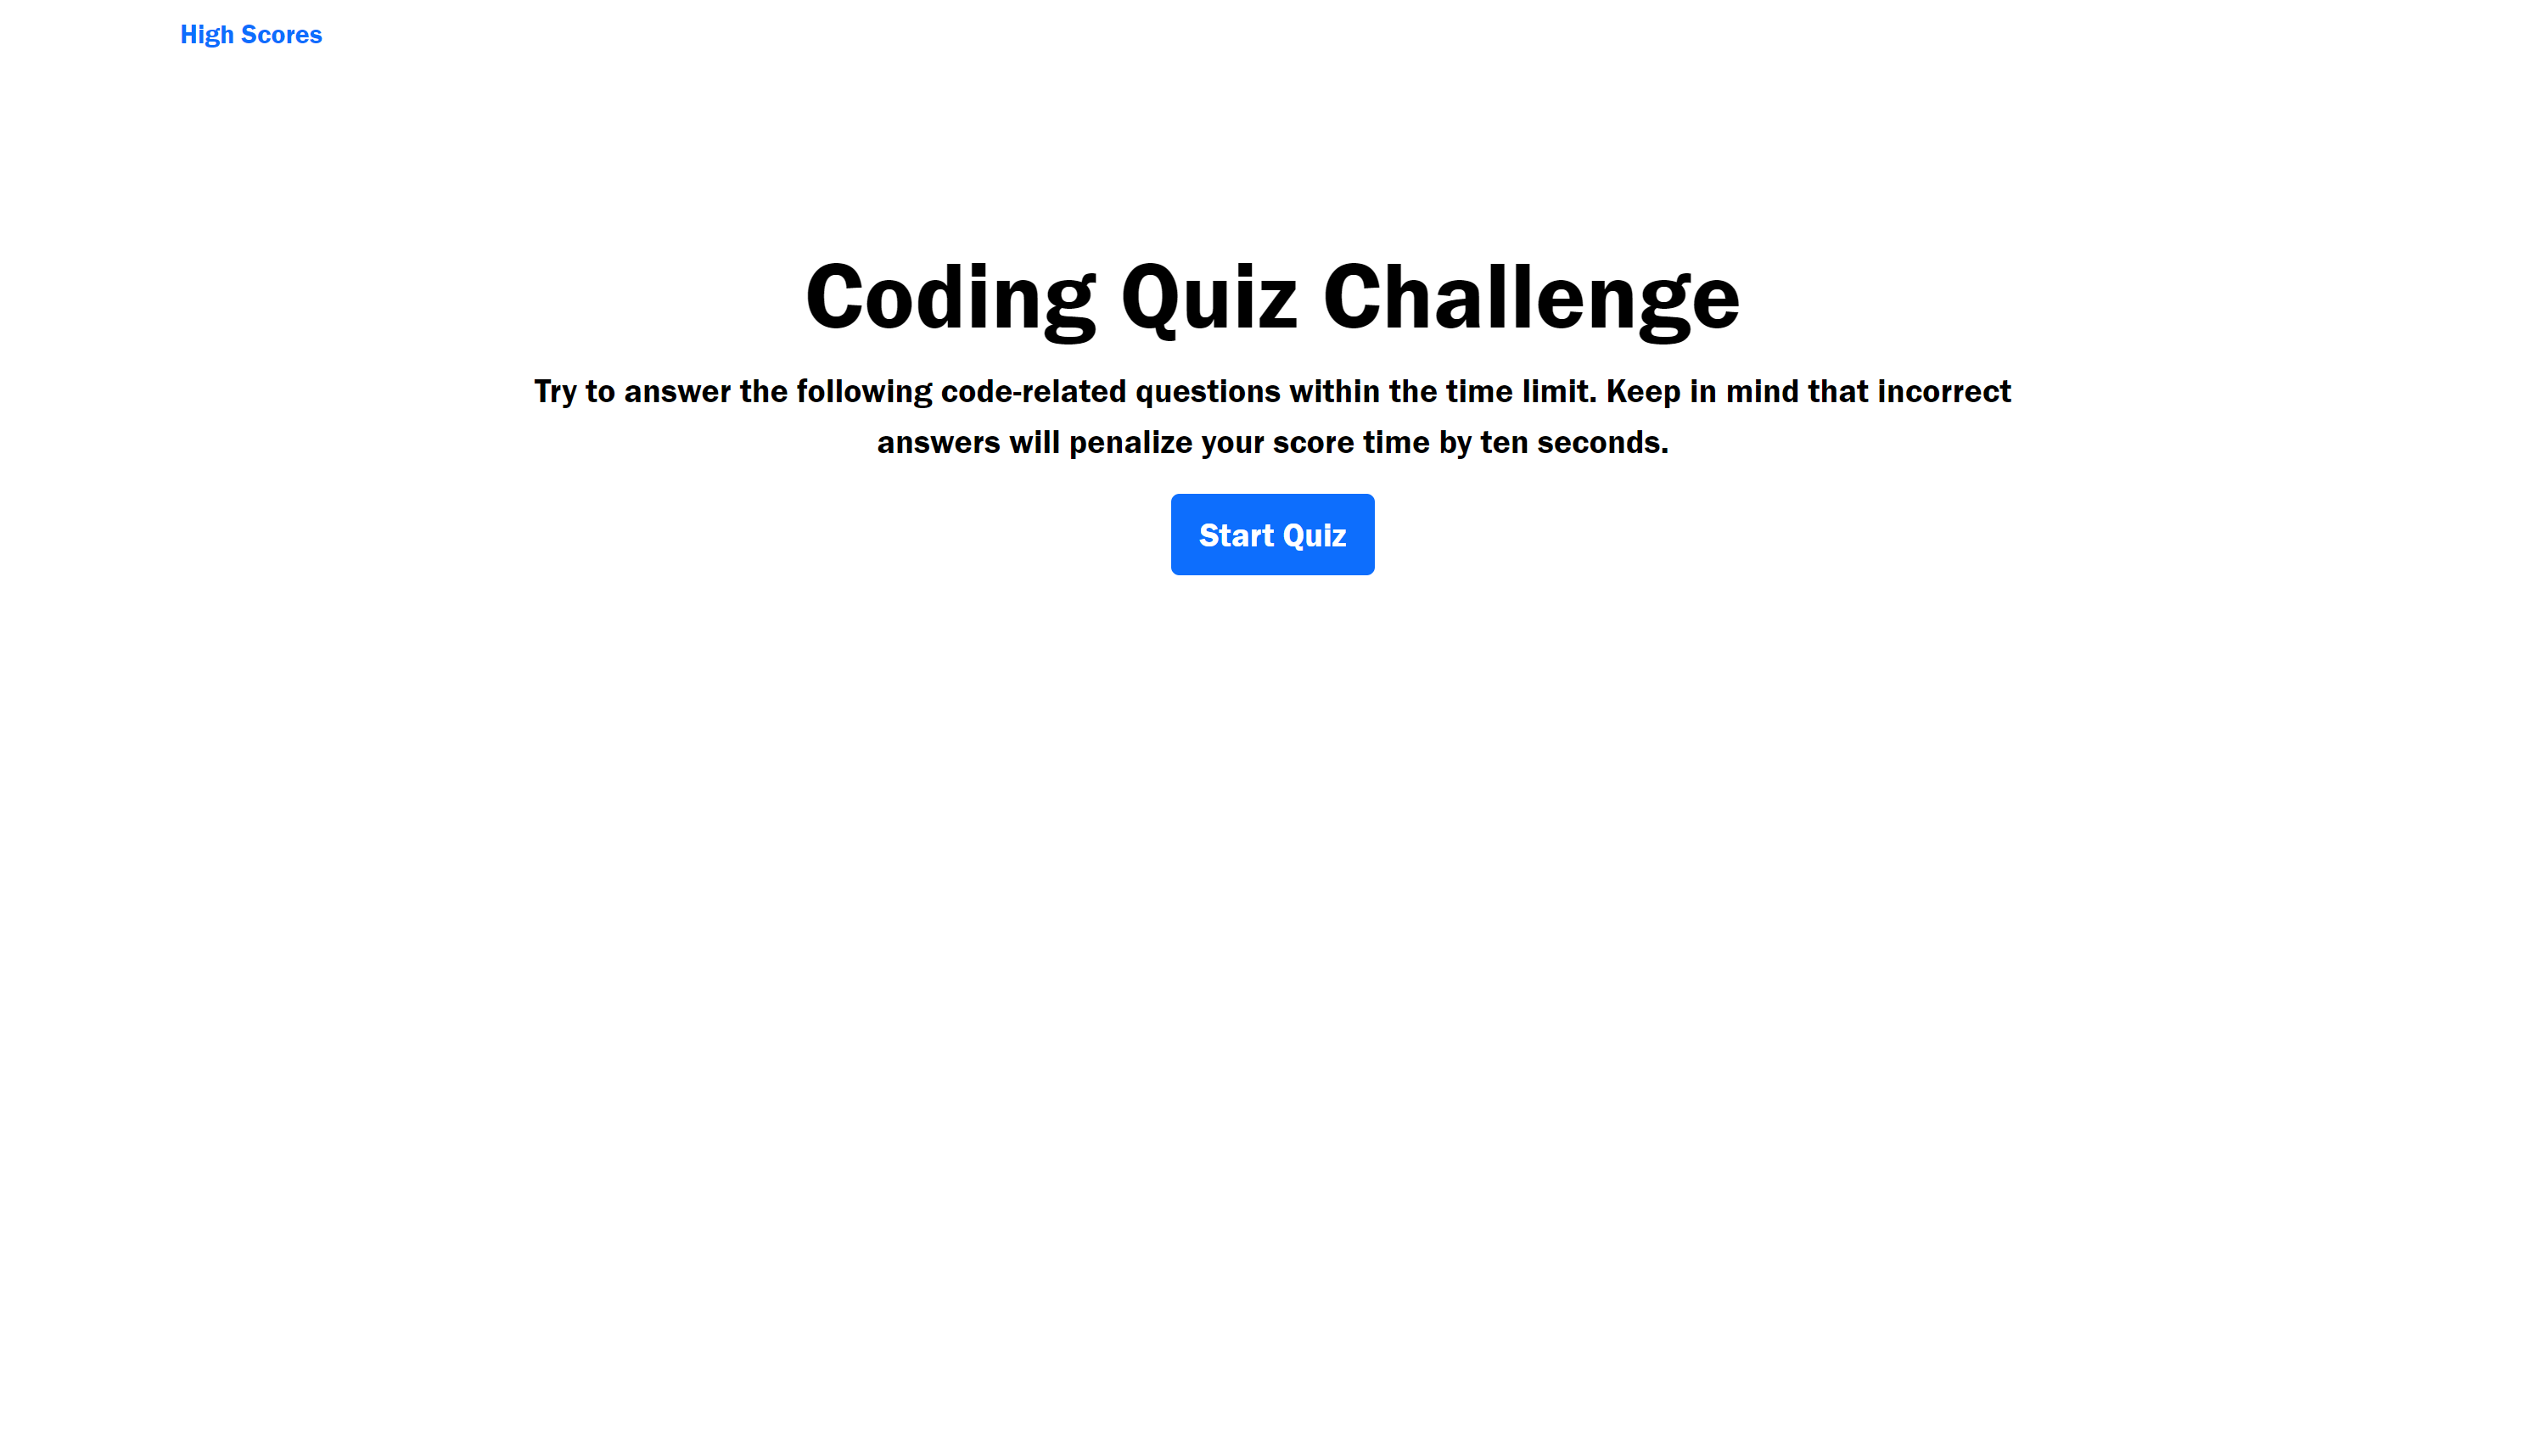 High Scores
Coding Quiz Challenge
Try to answer the following code-related questions within the time limit. Keep in mind that incorrect
answers will penalize your score time by ten seconds.
Start Quiz